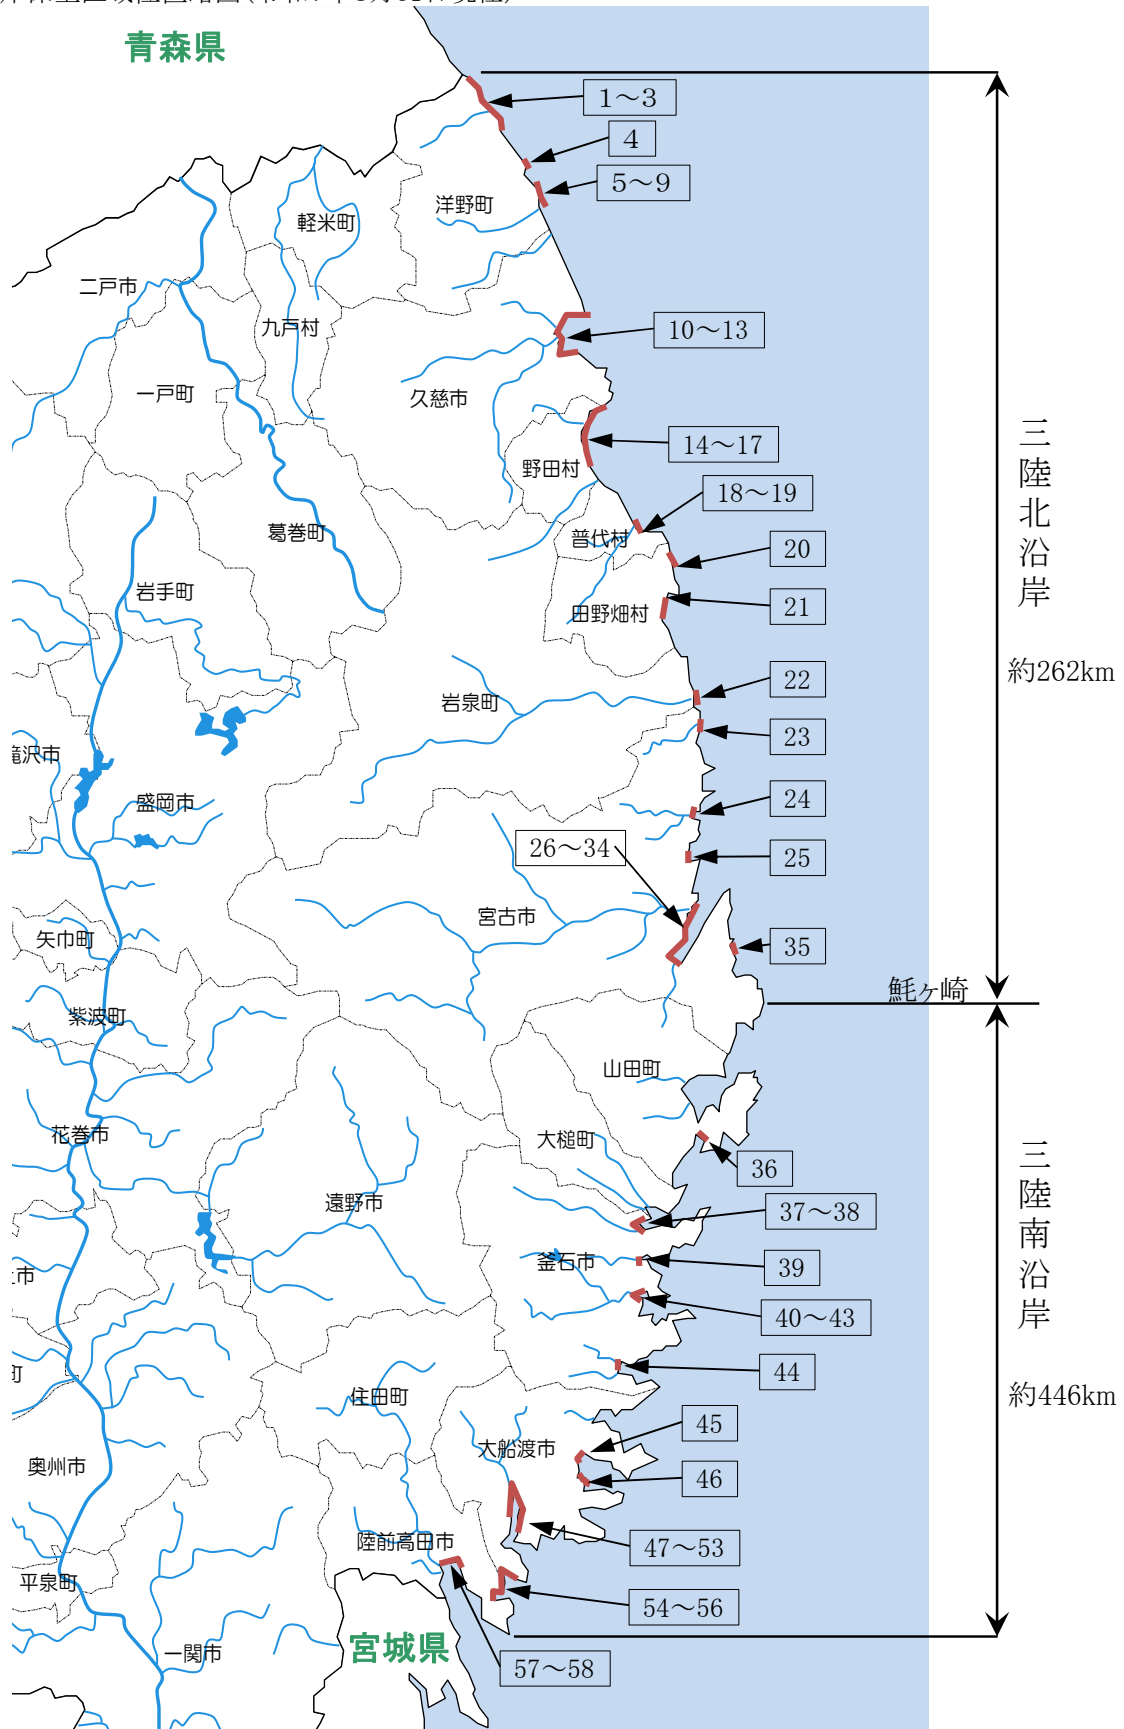 青森県
1～3
4
5～9
洋野町
軽米町
二戸市
九戸村
10～13
一戸町
久慈市
14～17
野田村
18～19
葛巻町
普代村
20
岩手町
21
田野畑村
三陸北沿岸
約262km
22
岩泉町
23
滝沢市
盛岡市
24
26～34
25
宮古市
矢巾町
35
魹ヶ崎
紫波町
山田町
花巻市
大槌町
36
遠野市
37～38
釜石市
39
市
40～43
三陸南沿岸
約446km
町
44
住田町
45
大船渡市
奥州市
46
陸前高田市
47～53
平泉町
54～56
宮城県
一関市
57～58